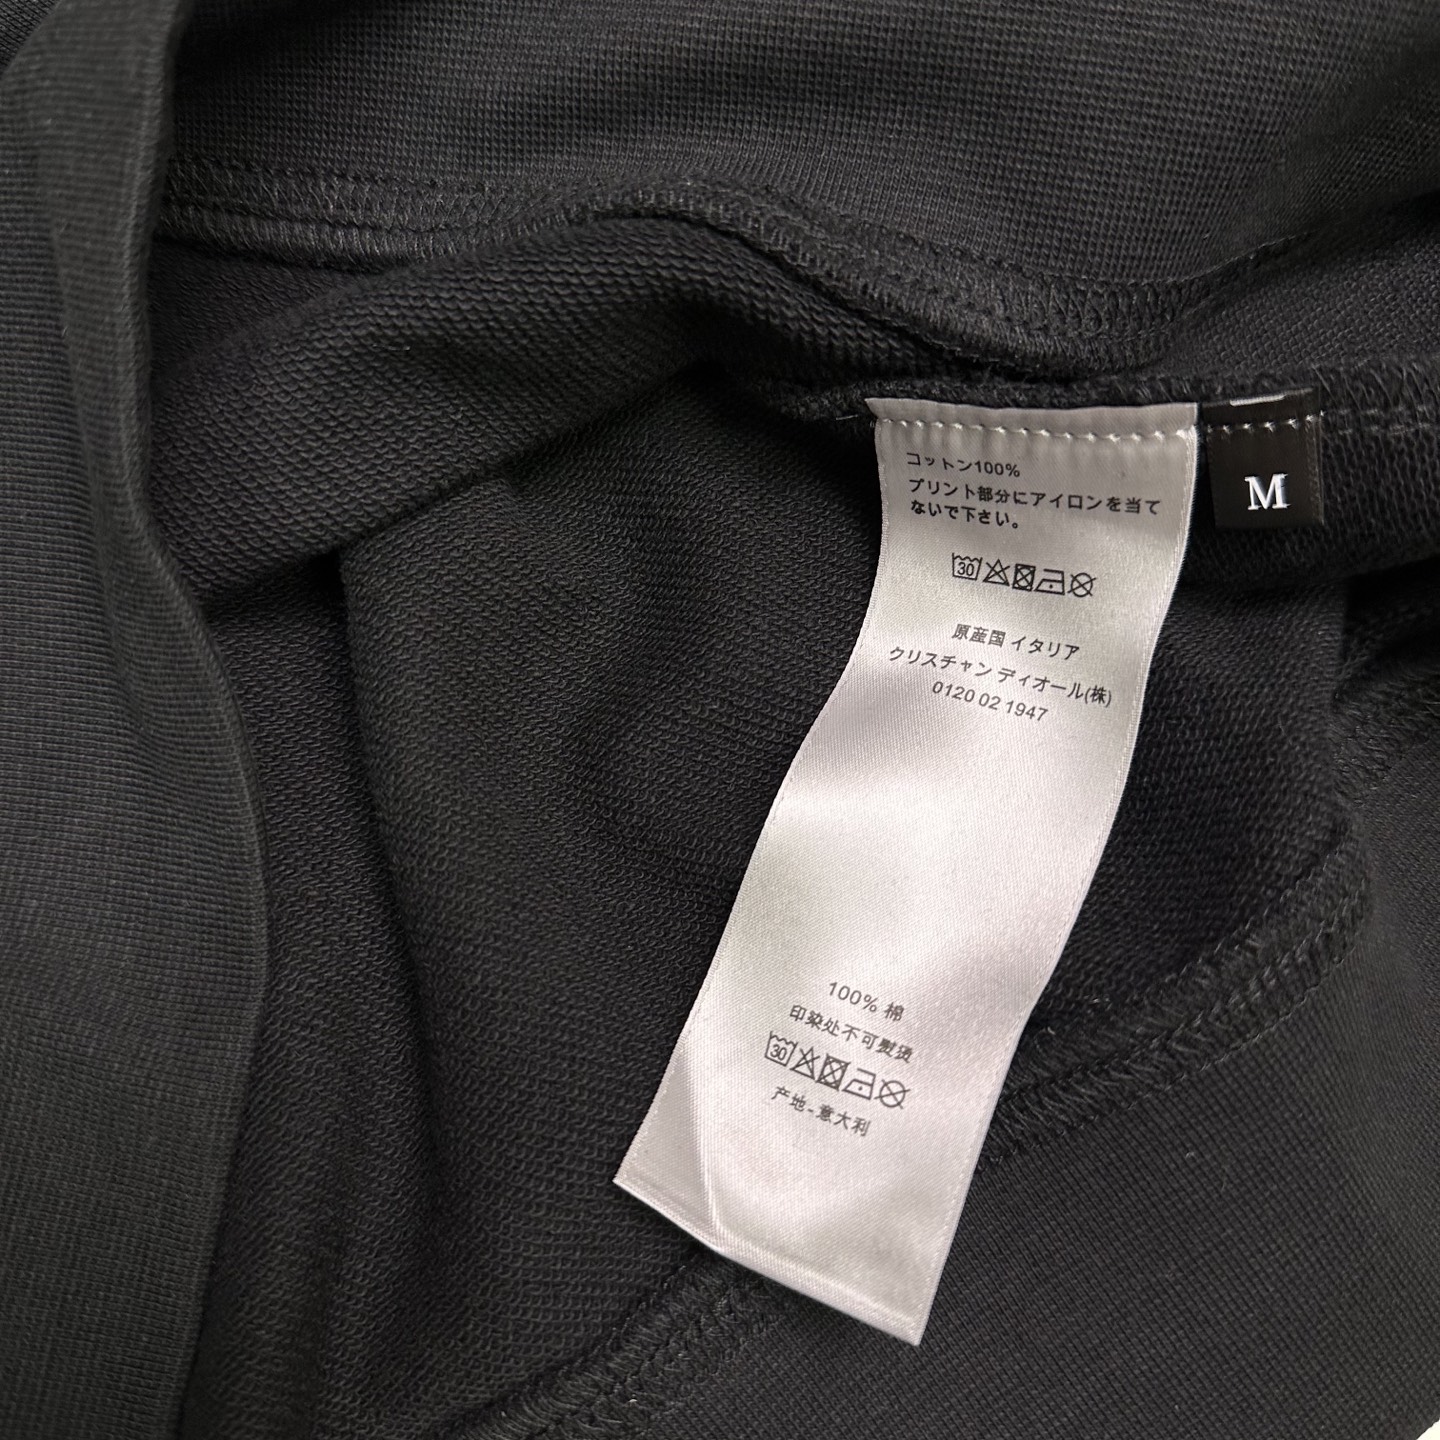 コットン100%
プリント部分にアイロンを当て
ないで下さい。
30
原産国 イタリア
クリスチャン ディオール(株)
0120 02 1947
100% 棉
印染处不可熨烫
30
产地-意大利
M